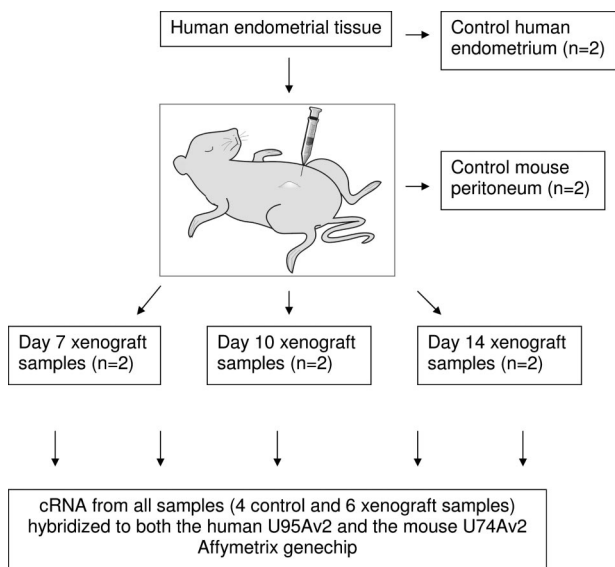 Human endometrial tissue
Control human
endometrium (n=2)
Control mouse
peritoneum (n=2)
Day 7 xenograft
samples (n=2)
Day 10 xenograft
samples (n=2)
Day 14 xenograft
samples (n=2)
cRNA from all samples (4 control and 6 xenograft samples)
hybridized to both the human U95Av2 and the mouse U74Av2
Affymetrix genechip